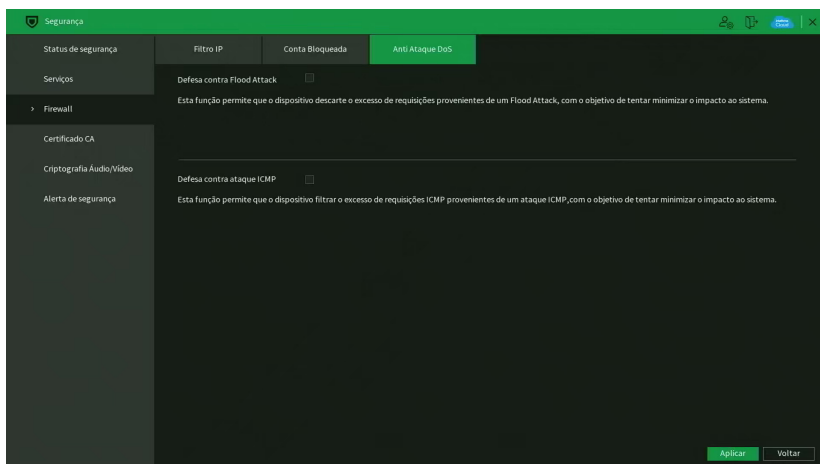 Segurança
Cloud
Status de segurança
Serviços
Firewall
Certificado CA
Criptografia Áudio/Vídeo
Alerta de segurança
Filtro IP
Conta Bloqueada
Anti Ataque DoS
Defesa contra Flood Attack
Esta função permite que o dispositivo descarte o excesso de requisições provenientes de um Flood Attack, com o objetivo de tentar minimizar o impacto ao sistema.
Defesa contra ataque ICMP
Esta função permite que o dispositivo filtrar o excesso de requisições ICMP provenientes de um ataque ICMP,com o objetivo de tentar minimizar o impacto ao sistema.
Aplicar
Voltar